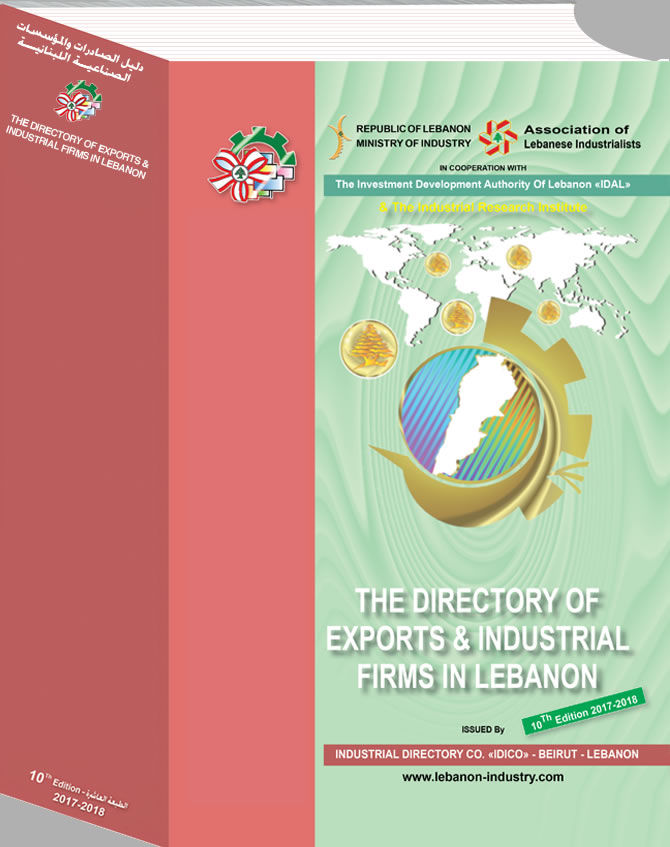 دليل الصادرات والمؤسسات
الصناعيـة اللبنانيـة
THE DIRECTORY OF EXPORTS &
INDUSTRIAL FIRMS IN LEBANON
10Th Edition - الطبعة العاشرة
2017-2018
REPUBLIC OF LEBANON
MINISTRY OF INDUSTRY
Association of
Lebanese Industrialists
IN COOPERATION WITH
The Investment Development Authority Of Lebanon «IDAL»
& The Industrial Research Institute
THE DIRECTORY OF
EXPORTS & INDUSTRIAL
FIRMS IN LEBANON
10Th Edition 2017-2018
ISSUED By
INDUSTRIAL DIRECTORY CO. «IDICO» - BEIRUT - LEBANON
www.lebanon-industry.com